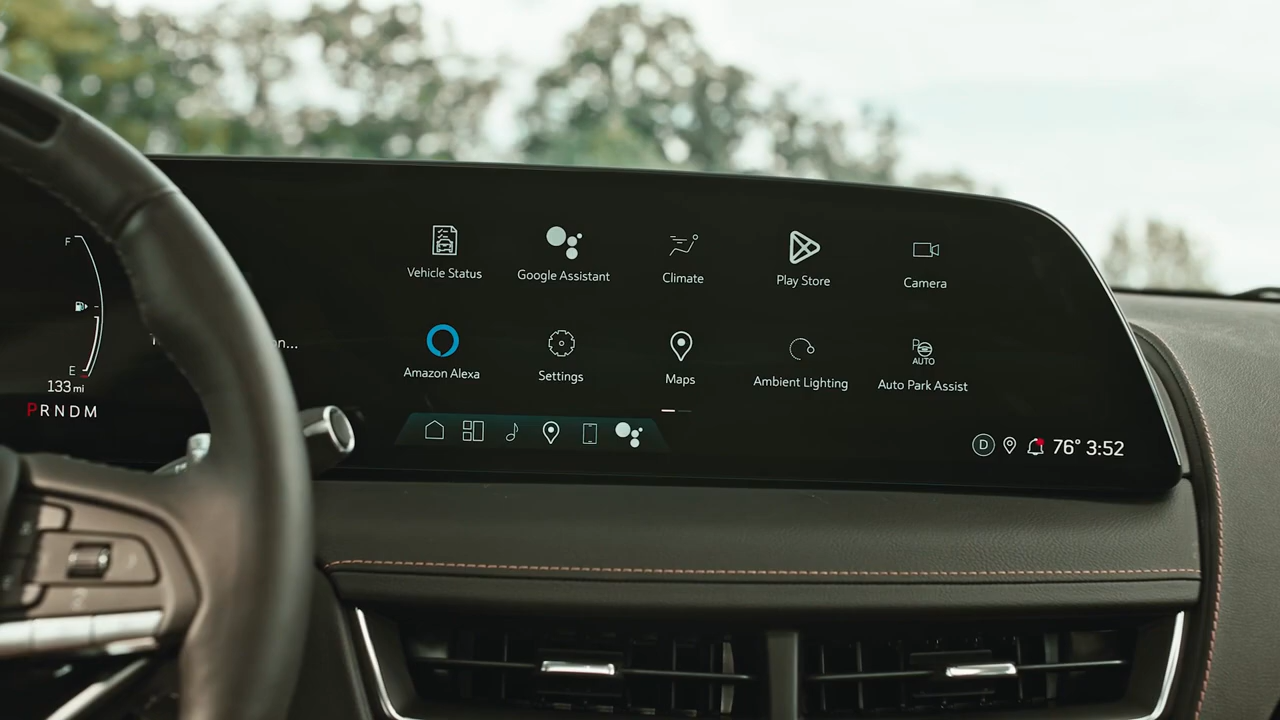 F
E
133 mi
PRNDM
Vehicle Status
Google Assistant
Climate
Play Store
Camera
Amazon Alexa
Settings
Maps
Ambient Lighting
P
AUTO
Auto Park Assist
D
76° 3:52